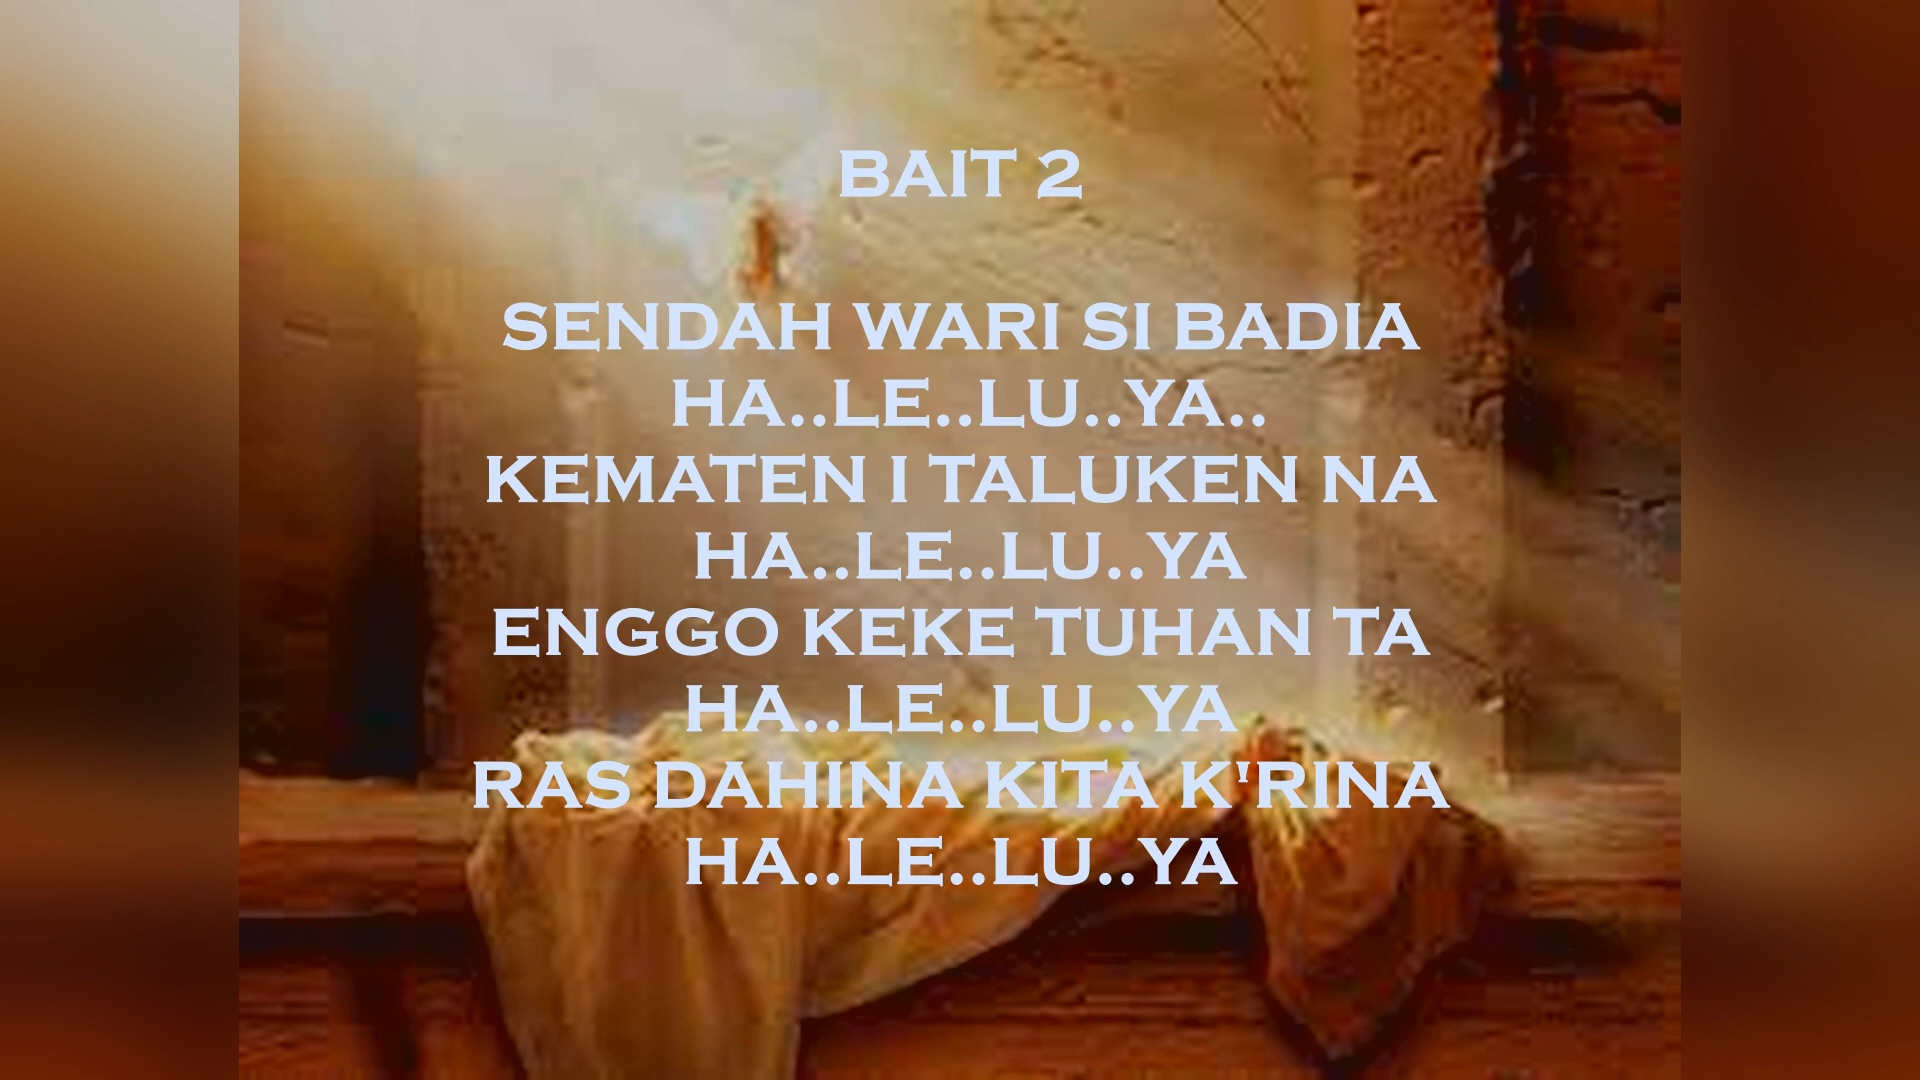 BAIT 2
SENDAH WARI SI BADIA
HA..LE..LU..YA..
KEMATEN I TALUKEN NA
HA..LE..LU..YA
ENGGO KEKE TUHAN TA
HA..LE..LU..YA
RAS DAHINA KITA K'RINA
HA..LE..LU..YA